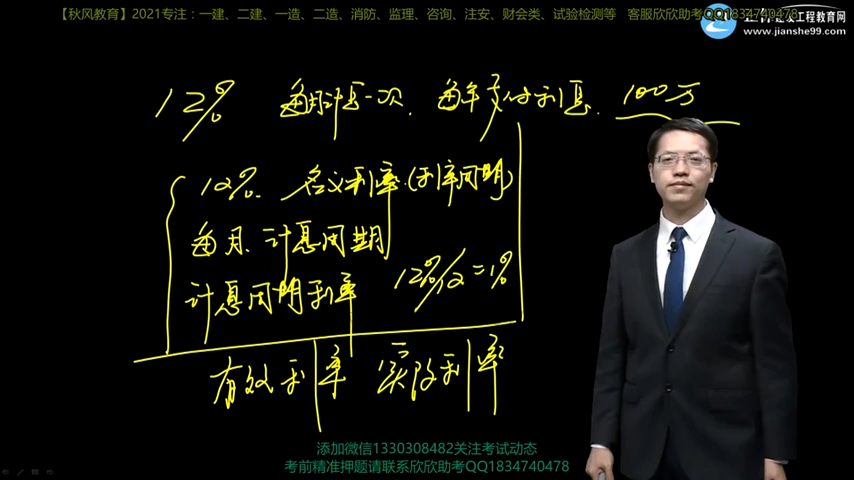 【秋风教育】2021专注：一建、二建、一造、二造、消防、监理、咨询、注安、财会类、试验检测等 客服欣欣助考QQ1834740478
建设工程教育网
www.jianshe99.com
12% 每月计息一次，每年支付利息。100万
12%. 名义利率.(利率周期)
每月. 计息周期
计息周期利率 12%/12=1%
有效利率 实际利率
添加微信1330308482关注考试动态
考前精准押题请联系欣欣助考QQ1834740478